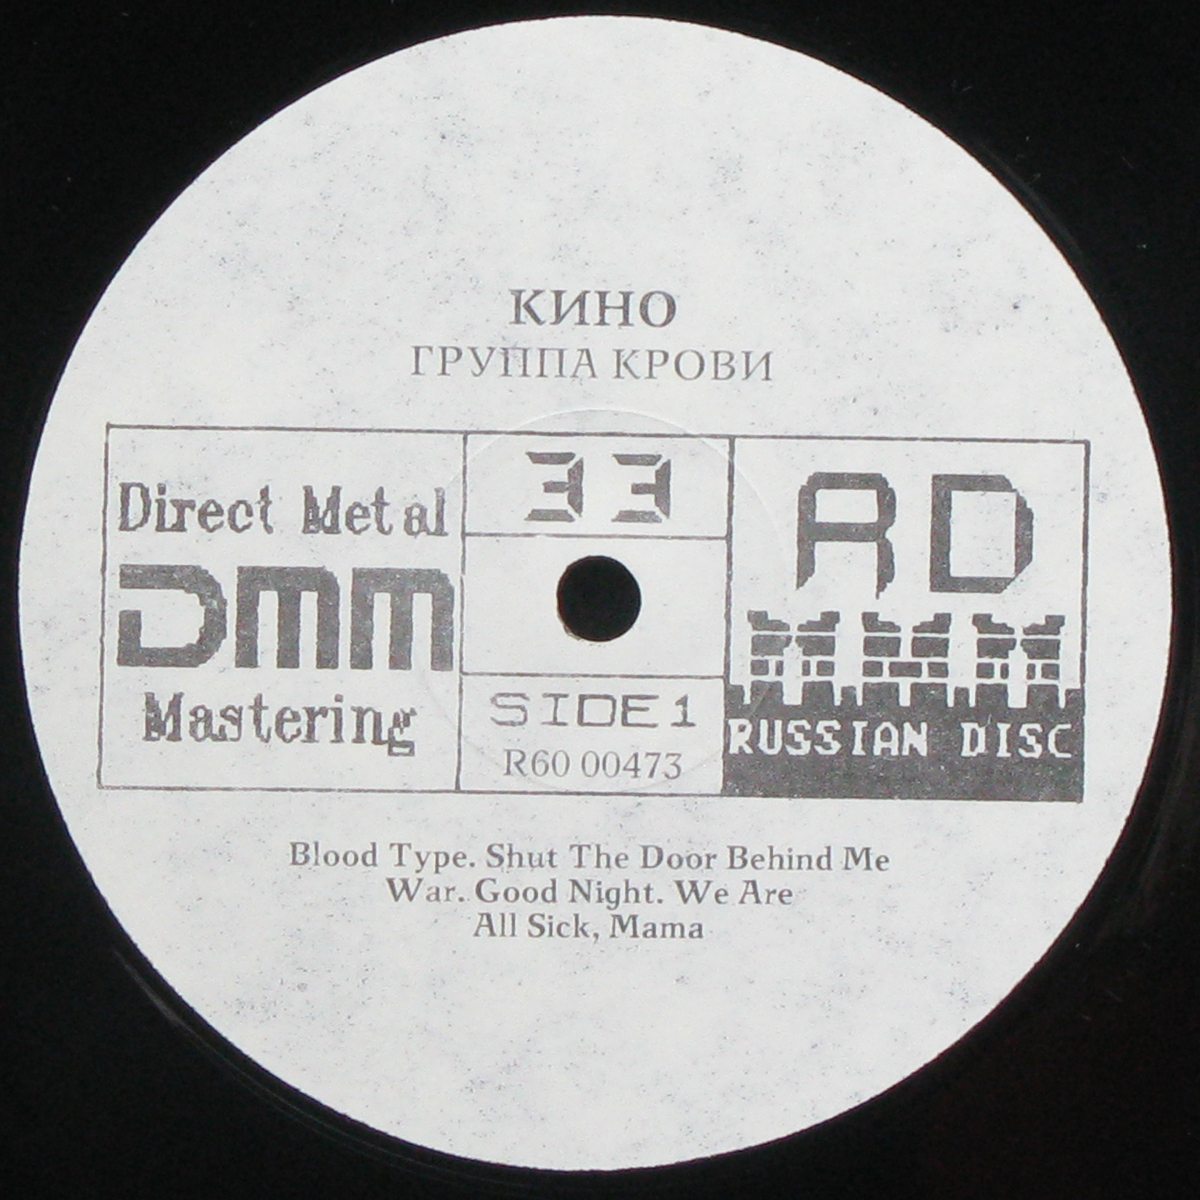 КИНО
ГРУППА КРОВИ
Direct Metal
DMM
Mastering
33
SIDE 1
R60 00473
RD
RUSSIAN DISC
Blood Type. Shut The Door Behind Me
War. Good Night. We Are
All Sick, Mama